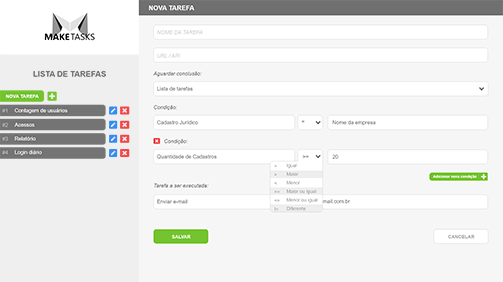 MAKETASKS
LISTA DE TAREFAS
NOVA TAREFA
#1 Contagem de usuários
#2 Acessos
#3 Relatório
#4 Login diário
NOVA TAREFA
NOME DA TAREFA
URL / API
Aguardar conclusão:
Lista de tarefas
Condição:
Cadastro Jurídico
=
Nome da empresa
Condição:
Quantidade de Cadastros
>=
20
= Igual
> Maior
< Menor
>= Maior ou igual
<= Menor ou igual
!= Diferente
Adicionar nova condição
Tarefa a ser executada:
Enviar e-mail
mail.com.br
SALVAR
CANCELAR